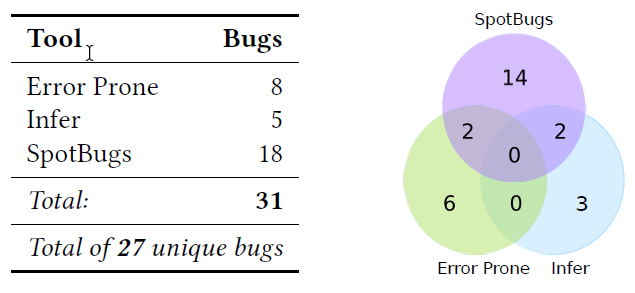 Tool Bugs
Error Prone 8
Infer 5
SpotBugs 18
Total: 31
Total of 27 unique bugs
SpotBugs
14
2 2
0
6 0 3
Error Prone Infer